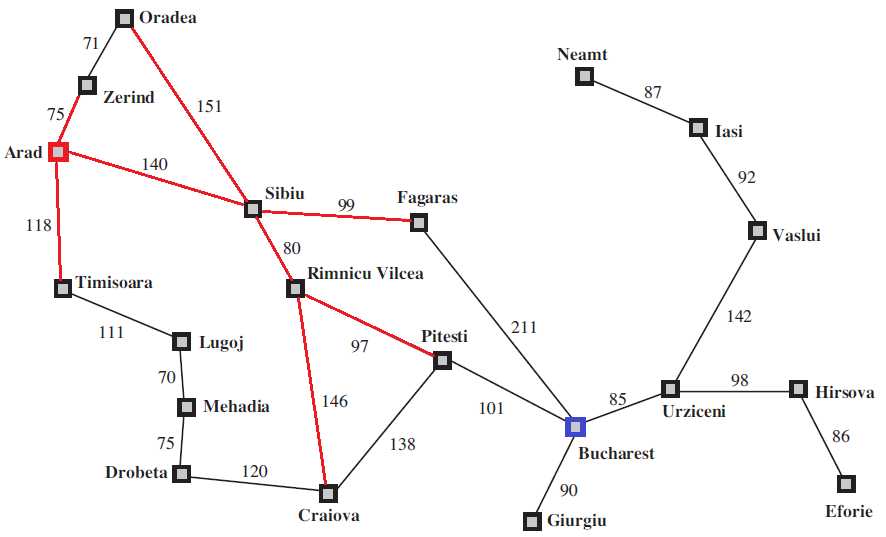 Oradea
71
Neamt
87
Zerind
151
75
Iasi
Arad
140
92
Sibiu
99
Fagaras
118
80
Vaslui
Rimnicu Vilcea
Timisoara
211
142
111
Lugoj
97
Pitesti
70
98
Hirsova
Mehadia
146
101
85
Urziceni
75
138
86
Bucharest
Drobeta
120
90
Craiova
Giurgiu
Eforie